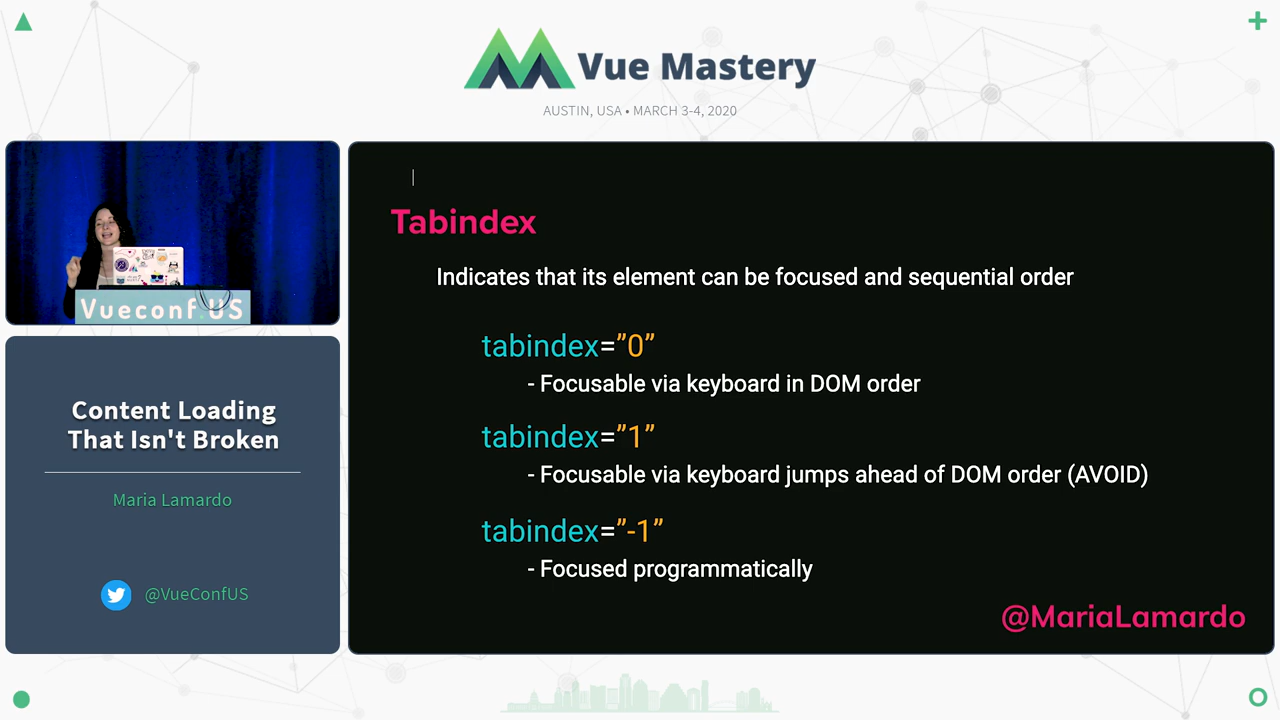 Vue Mastery
AUSTIN, USA • MARCH 3-4, 2020
Vueconf.US
Content Loading
That Isn't Broken
Maria Lamardo
@VueConfUS
Tabindex
Indicates that its element can be focused and sequential order
tabindex=”0”
- Focusable via keyboard in DOM order
tabindex=”1”
- Focusable via keyboard jumps ahead of DOM order (AVOID)
tabindex=”-1”
- Focused programmatically
@MariaLamardo